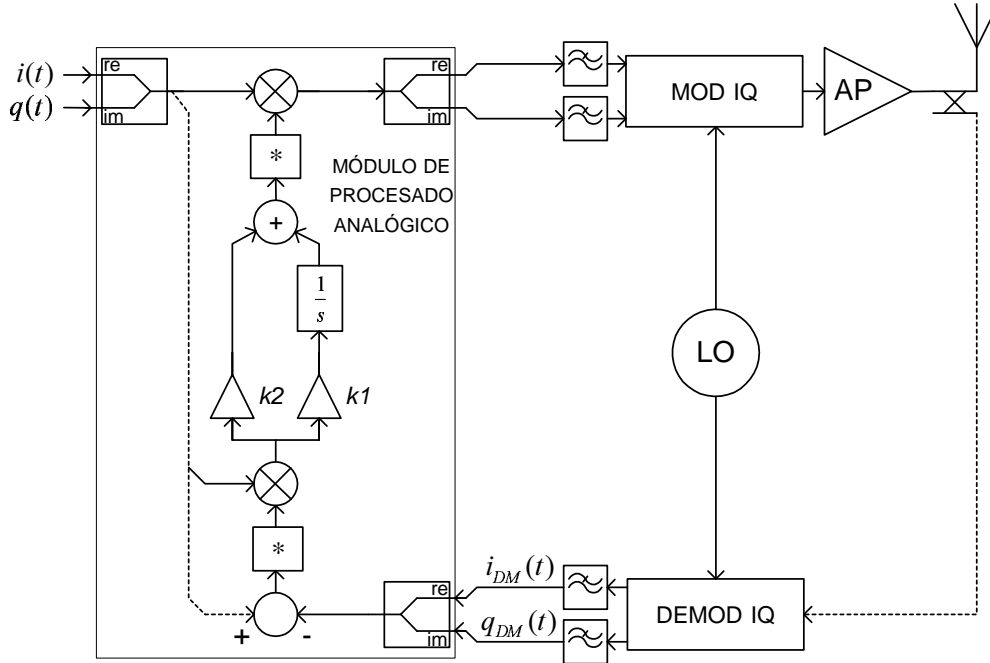 i(t)
q(t)
re
im
re
im
MOD IQ
AP
*
MÓDULO DE
PROCESADO
ANALÓGICO
+
1
s
k2
k1
LO
*
i_DM(t)
q_DM(t)
re
im
+
-
DEMOD IQ